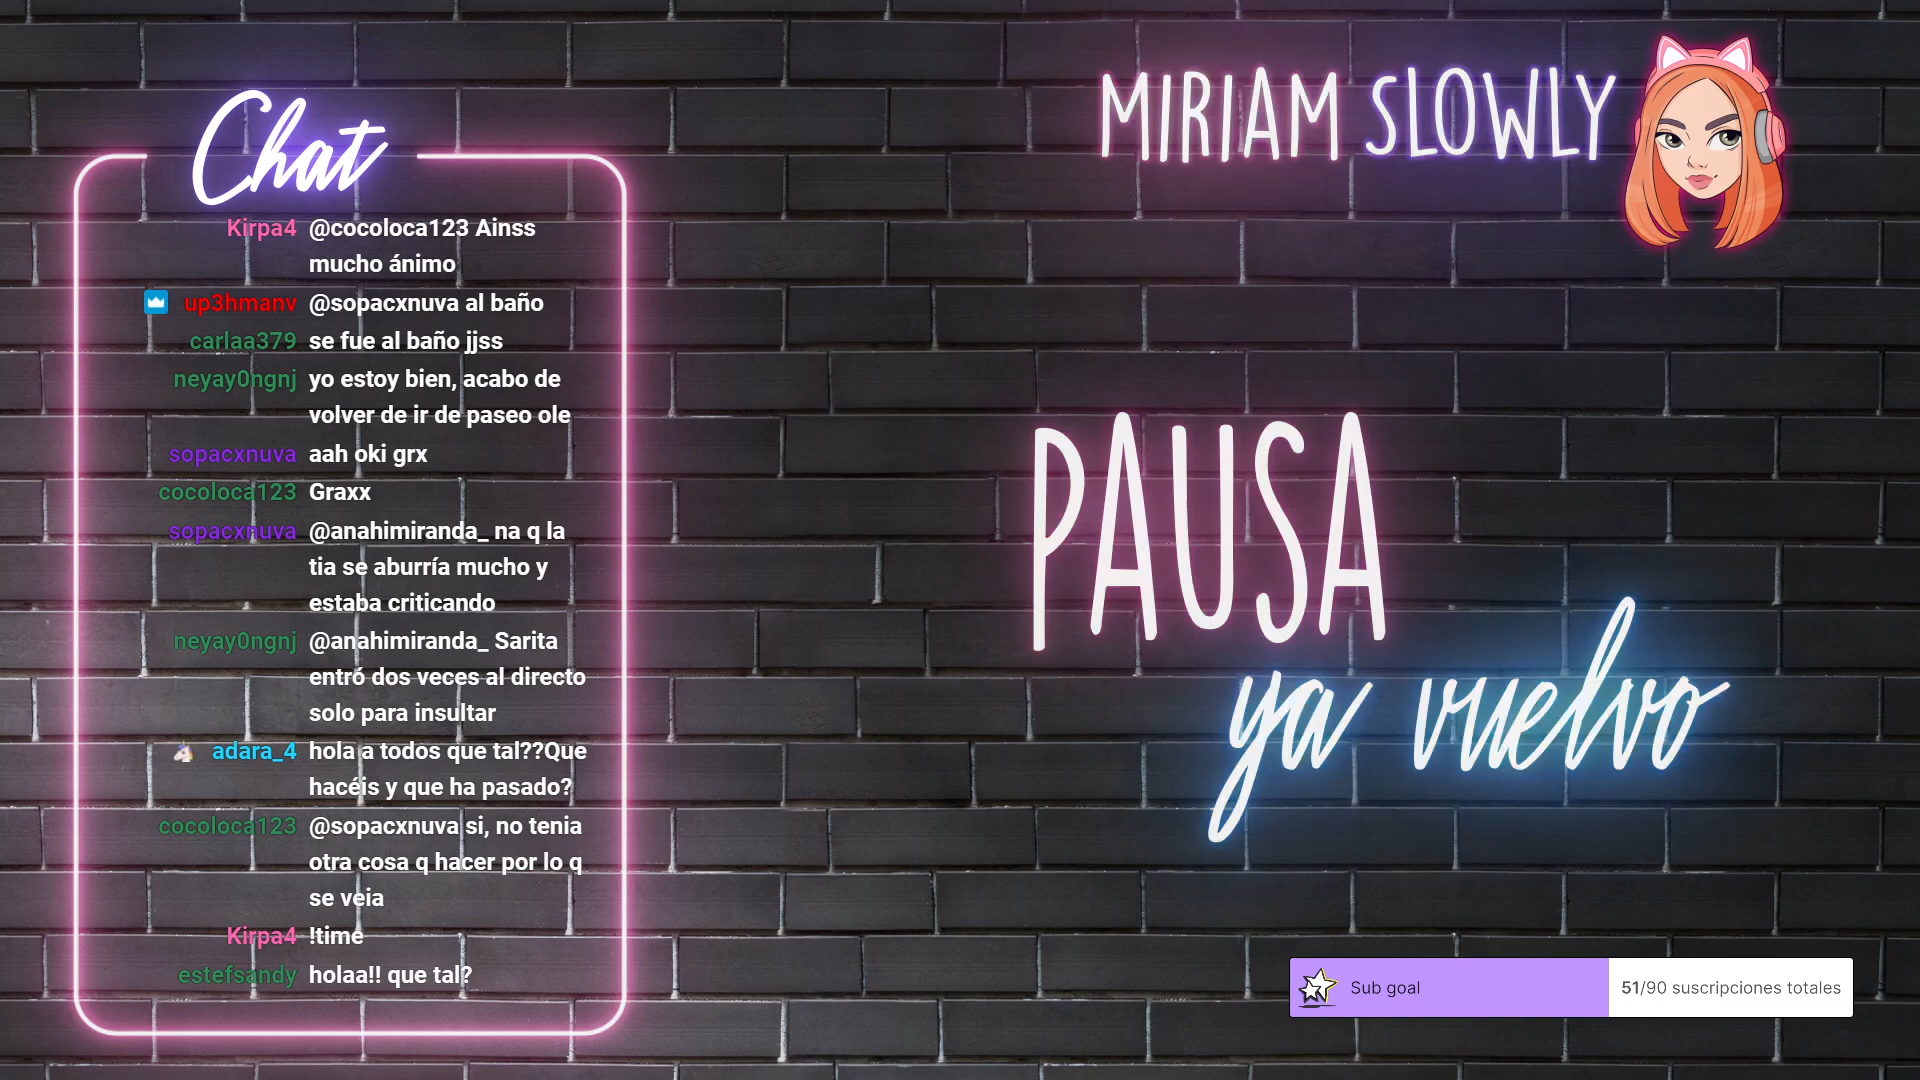 Chat
Kirpa4 @cocoloca123 Ainss
mucho ánimo
up3hmanv @sopacxnuva al baño
carlaa379 se fue al baño jjss
neyay0ngnj yo estoy bien, acabo de
volver de ir de paseo ole
sopacxnuva aah oki grx
cocoloca123 Graxx
sopacxnuva @anahimiranda_ na q la
tia se aburría mucho y
estaba criticando
neyay0ngnj @anahimiranda_ Sarita
entró dos veces al directo
solo para insultar
adara_4 hola a todos que tal??Que
hacéis y que ha pasado?
cocoloca123 @sopacxnuva si, no tenia
otra cosa q hacer por lo q
se veia
Kirpa4 !time
estefsandy holaa!! que tal?
MIRIAM SLOWLY
PAUSA
ya vuelvo
Sub goal 51/90 suscripciones totales